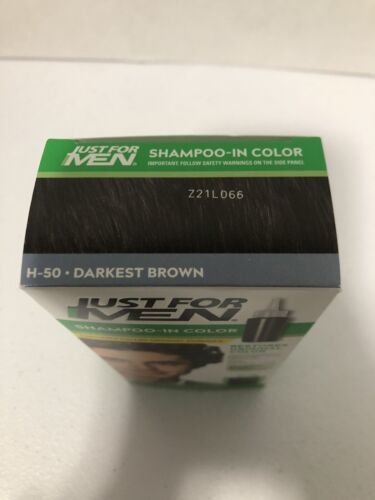 JUST FOR
MEN®
SHAMPOO-IN COLOR
IMPORTANT: FOLLOW SAFETY WARNINGS ON THE SIDE PANEL
Z21L066
H-50 • DARKEST BROWN
JUST FOR
MEN
SHAMPOO-IN COLOR